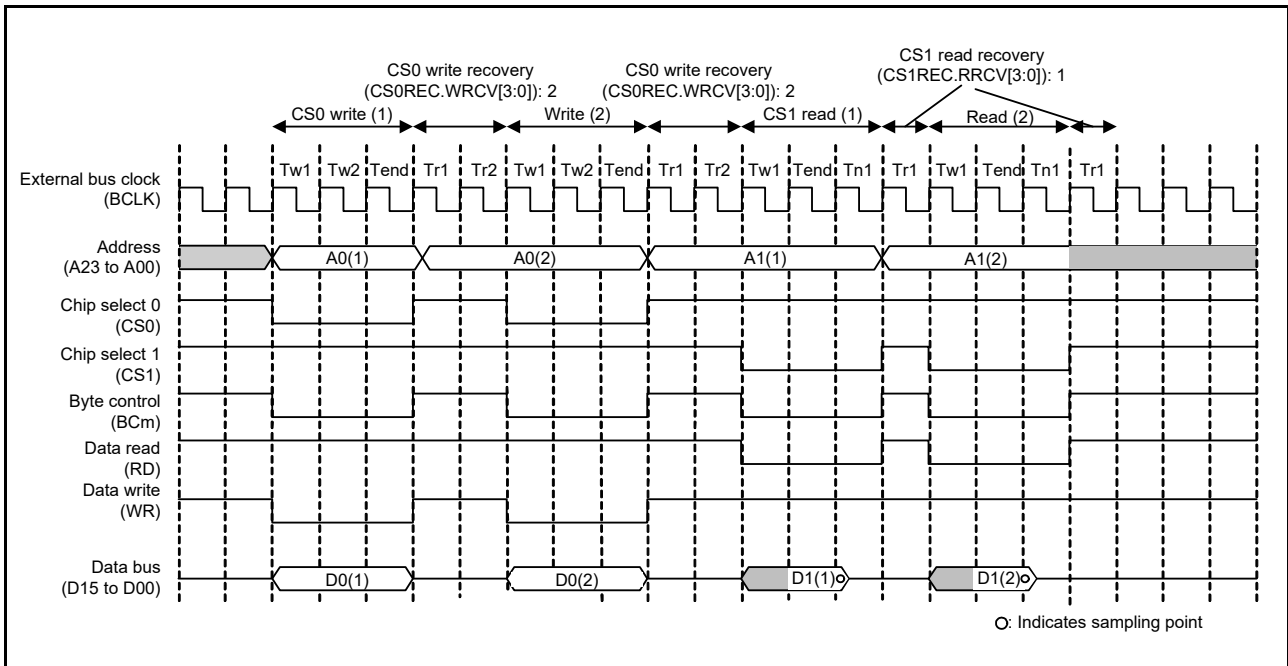 CS1 read recovery
(CS1REC.RRCV[3:0]): 1
CS0 write recovery
(CS0REC.WRCV[3:0]): 2
CS0 write recovery
(CS0REC.WRCV[3:0]): 2
CS0 write (1) Write (2) CS1 read (1) Read (2)
Tw1 Tw2 Tend Tr1 Tr2 Tw1 Tw2 Tend Tr1 Tr2 Tw1 Tend Tn1 Tr1 Tw1 Tend Tn1 Tr1
External bus clock
(BCLK)
Address
(A23 to A00)
A0(1) A0(2) A1(1) A1(2)
Chip select 0
(CS0)
Chip select 1
(CS1)
Byte control
(BCm)
Data read
(RD)
Data write
(WR)
Data bus
(D15 to D00)
D0(1) D0(2) D1(1) D1(2)
: Indicates sampling point